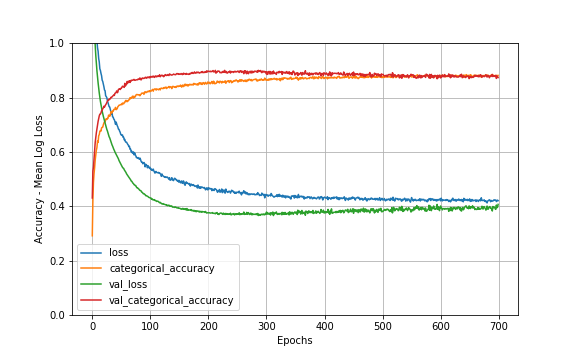 1.0
0.8
0.6
0.4
0.2
0.0
Accuracy - Mean Log Loss
loss
categorical_accuracy
val_loss
val_categorical_accuracy
0 100 200 300 400 500 600 700
Epochs